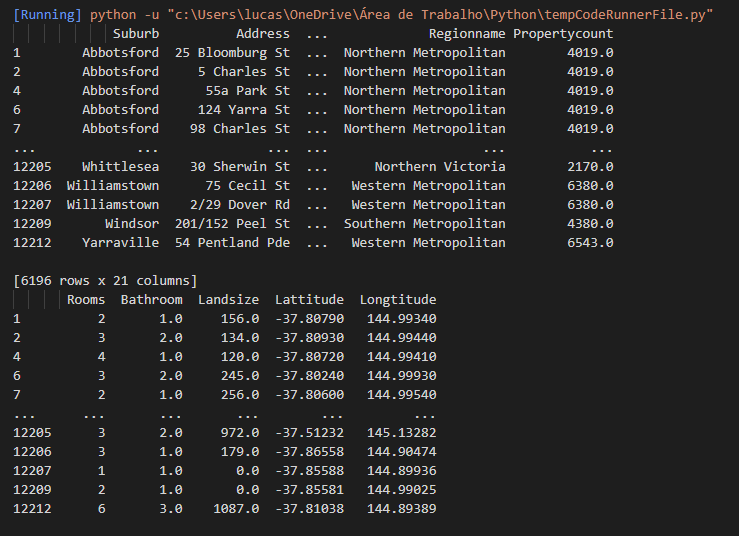 [Running] python -u "c:\Users\lucas\OneDrive\Área de Trabalho\Python\tempCodeRunnerFile.py"
             Suburb          Address  ...             Regionname Propertycount
1        Abbotsford  25 Bloomburg St  ...  Northern Metropolitan        4019.0
2        Abbotsford     5 Charles St  ...  Northern Metropolitan        4019.0
4        Abbotsford      55a Park St  ...  Northern Metropolitan        4019.0
6        Abbotsford     124 Yarra St  ...  Northern Metropolitan        4019.0
7        Abbotsford    98 Charles St  ...  Northern Metropolitan        4019.0
...             ...              ...  ...                    ...           ...
12205    Whittlesea    30 Sherwin St  ...      Northern Victoria        2170.0
12206  Williamstown       75 Cecil St  ...   Western Metropolitan        6380.0
12207  Williamstown     2/29 Dover Rd  ...   Western Metropolitan        6380.0
12209       Windsor  201/152 Peel St  ...  Southern Metropolitan        4380.0
12212    Yarraville  54 Pentland Pde  ...   Western Metropolitan        6543.0
[6196 rows x 21 columns]
       Rooms  Bathroom  Landsize  Lattitude  Longtitude
1          2       1.0     156.0  -37.80790   144.99340
2          3       2.0     134.0  -37.80930   144.99440
4          4       1.0     120.0  -37.80720   144.99410
6          3       2.0     245.0  -37.80240   144.99930
7          2       1.0     256.0  -37.80600   144.99540
...      ...       ...       ...        ...         ...
12205      3       2.0     972.0  -37.51232   145.13282
12206      3       1.0     179.0  -37.86558   144.90474
12207      1       1.0       0.0  -37.85588   144.89936
12209      2       1.0       0.0  -37.85581   144.99025
12212      6       3.0    1087.0  -37.81038   144.89389